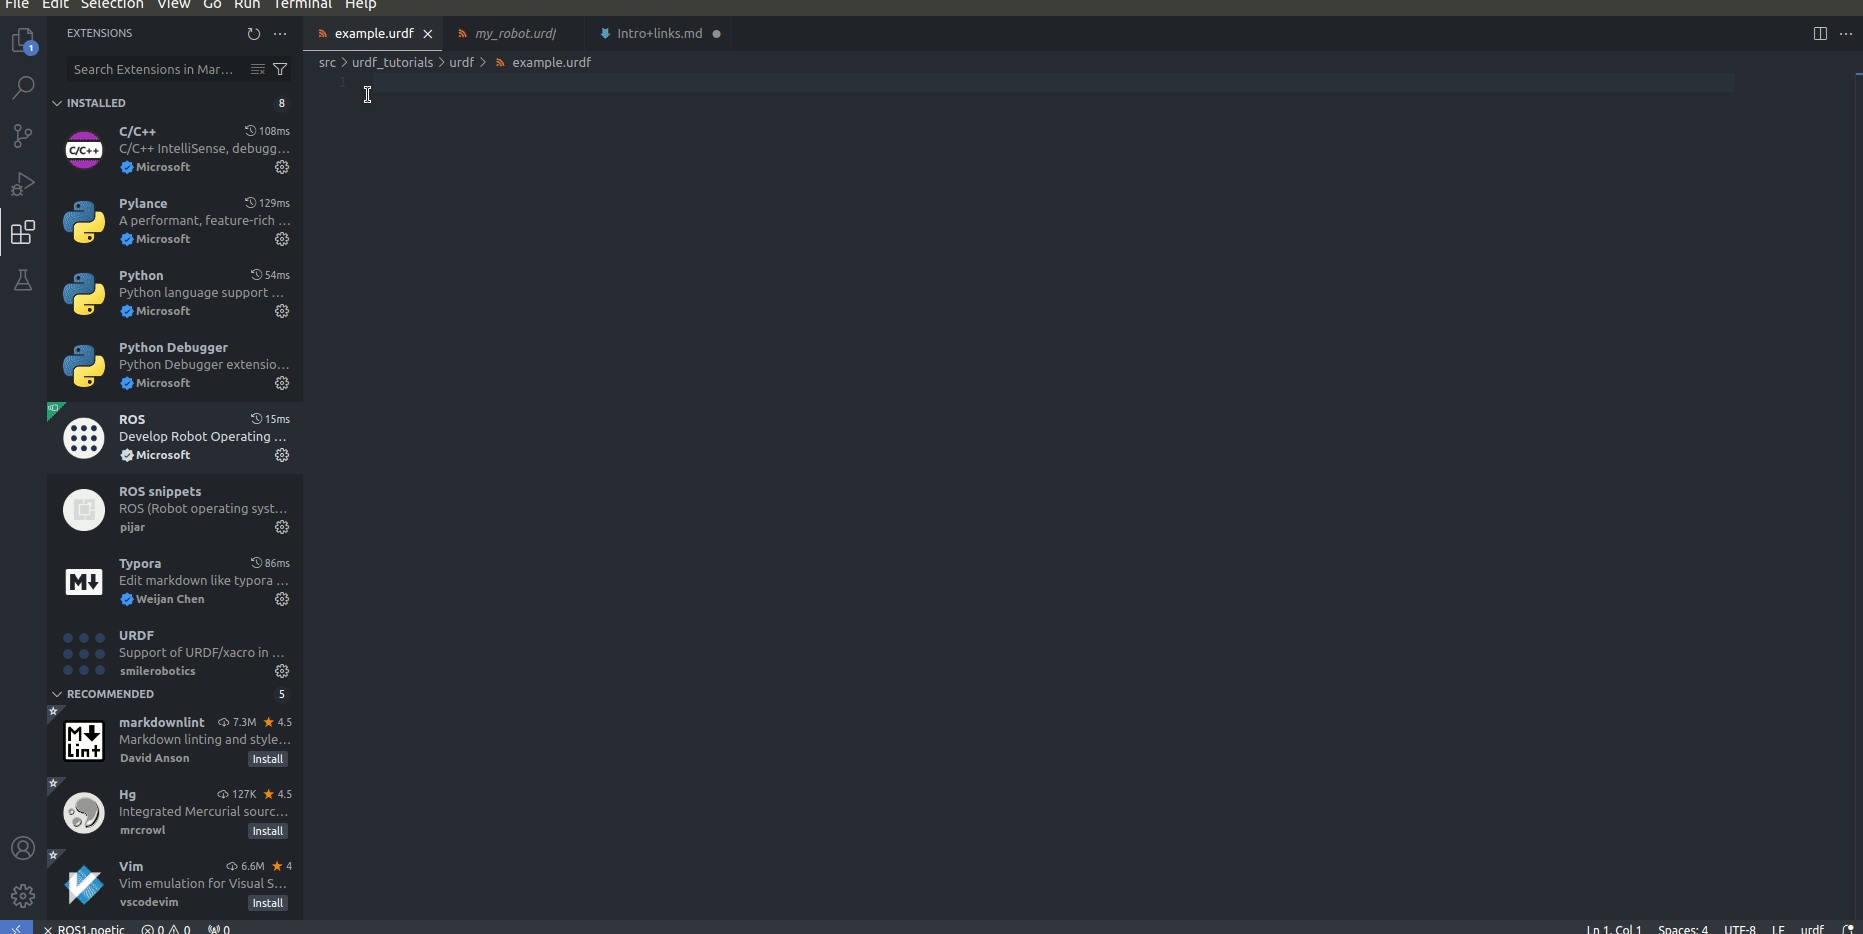 File Edit Selection View Go Run Terminal Help
EXTENSIONS
example.urdf
my_robot.urdf
Intro+links.md
Search Extensions in Mar...
src > urdf_tutorials > urdf > example.urdf
1
INSTALLED 8
C/C++ 108ms
C/C++ IntelliSense, debugg...
Microsoft
Pylance 129ms
A performant, feature-rich ...
Microsoft
Python 54ms
Python language support ...
Microsoft
Python Debugger
Python Debugger extensio...
Microsoft
ROS 15ms
Develop Robot Operating ...
Microsoft
ROS snippets
ROS (Robot operating syst...
pijar
Typora 86ms
Edit markdown like typora ...
Weijan Chen
URDF
Support of URDF/xacro in ...
smilerobotics
RECOMMENDED 5
markdownlint 7.3M 4.5
Markdown linting and style...
David Anson Install
Hg 127K 4.5
Integrated Mercurial sourc...
mrcrowl Install
Vim 6.6M 4
Vim emulation for Visual S...
vscodevim Install
ROS1.noetic 0 0 0
Ln 1, Col 1 Spaces: 4 UTF-8 LF urdf